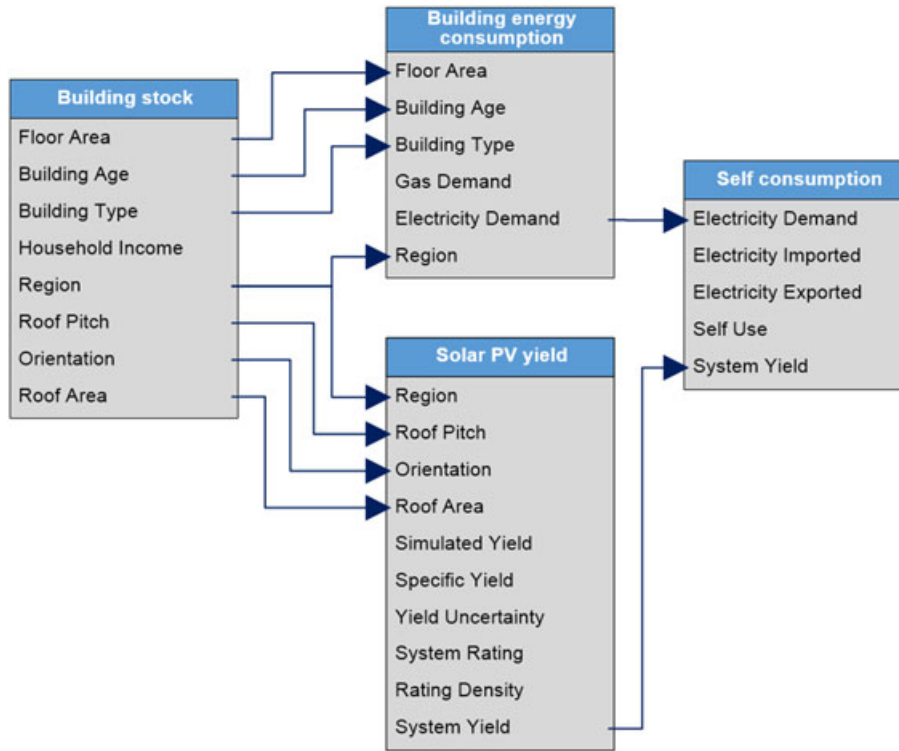 Building stock
Floor Area
Building Age
Building Type
Household Income
Region
Roof Pitch
Orientation
Roof Area
Building energy
consumption
Floor Area
Building Age
Building Type
Gas Demand
Electricity Demand
Region
Solar PV yield
Region
Roof Pitch
Orientation
Roof Area
Simulated Yield
Specific Yield
Yield Uncertainty
System Rating
Rating Density
System Yield
Self consumption
Electricity Demand
Electricity Imported
Electricity Exported
Self Use
System Yield